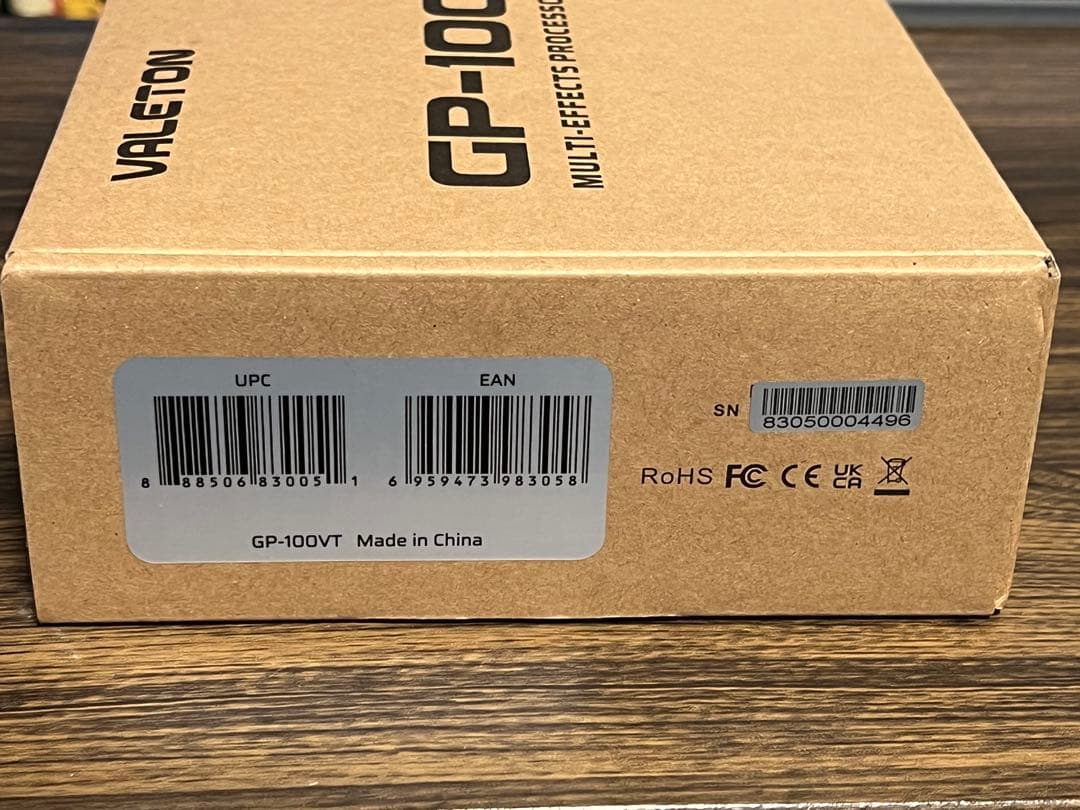 VALETON
GP-100
MULTI-EFFECTS PROCESSO
UPC
8 88506 83005 1
EAN
6 959473 983058
GP-100VT Made in China
SN
83050004496
RoHS FC CE UK
CA